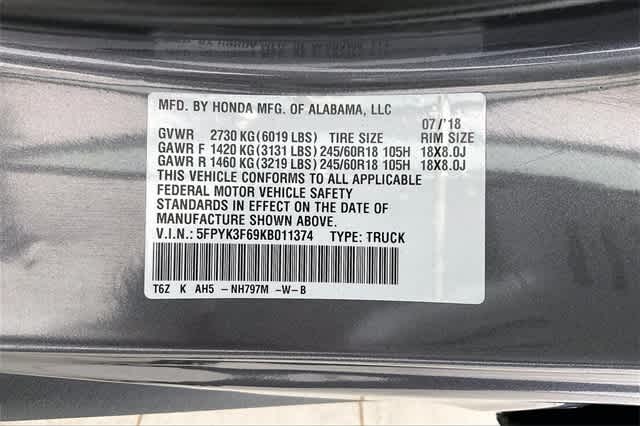 MFD. BY HONDA MFG. OF ALABAMA, LLC
07/'18
GVWR 2730 KG(6019 LBS) TIRE SIZE RIM SIZE
GAWR F 1420 KG(3131 LBS) 245/60R18 105H 18X8.0J
GAWR R 1460 KG(3219 LBS) 245/60R18 105H 18X8.0J
THIS VEHICLE CONFORMS TO ALL APPLICABLE
FEDERAL MOTOR VEHICLE SAFETY
STANDARDS IN EFFECT ON THE DATE OF
MANUFACTURE SHOWN ABOVE.
V.I.N.: 5FPYK3F69KB011374 TYPE: TRUCK
T6Z K AH5 -NH797M -W-B